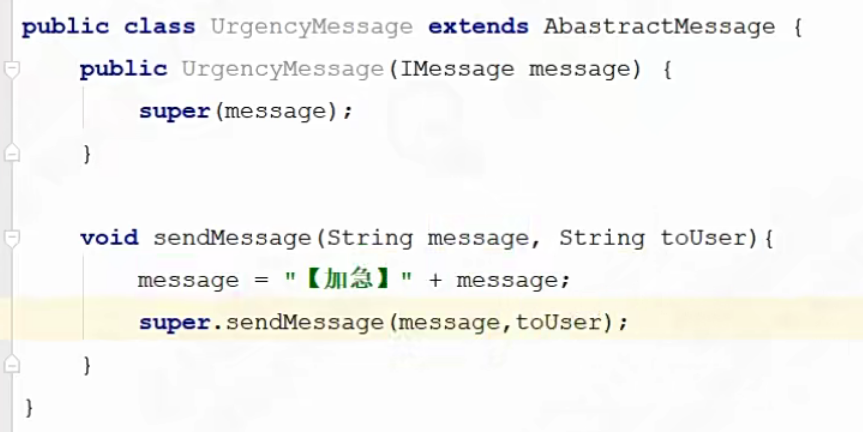 public class UrgencyMessage extends AbastractMessage {
public UrgencyMessage(IMessage message) {
super(message);
}
void sendMessage(String message, String toUser){
message = "【加急】" + message;
super.sendMessage(message,toUser);
}
}